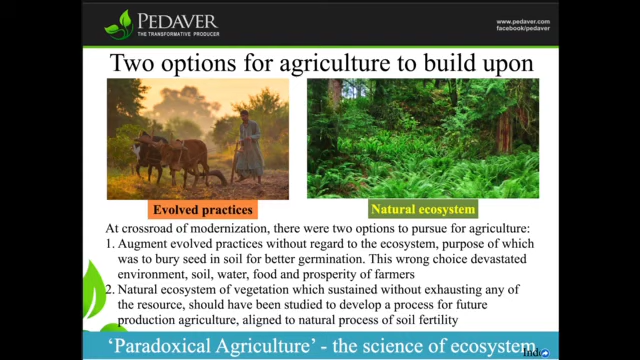 PEDAVER
THE TRANSFORMATIVE PRODUCER
www.pedaver.com
facebook/pedaver
Two options for agriculture to build upon
Evolved practices
Natural ecosystem
At crossroad of modernization, there were two options to pursue for agriculture:
1. Augment evolved practices without regard to the ecosystem, purpose of which
was to bury seed in soil for better germination. This wrong choice devastated
environment, soil, water, food and prosperity of farmers
2. Natural ecosystem of vegetation which sustained without exhausting any of
the resource, should have been studied to develop a process for future
production agriculture, aligned to natural process of soil fertility
‘Paradoxical Agriculture’ - the science of ecosystem